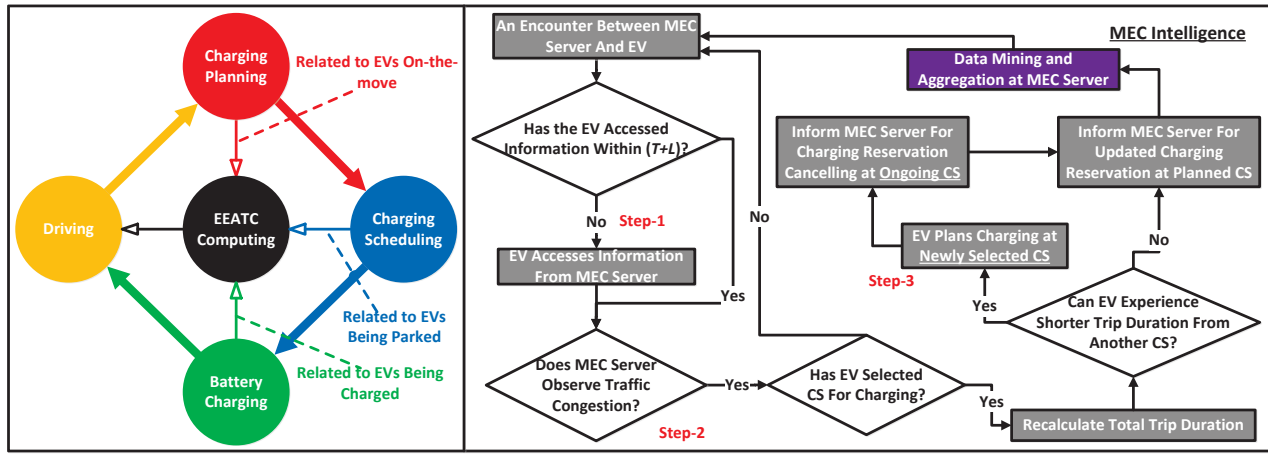 Charging
Planning
Related to EVs On-the-
move
Driving
EEATC
Computing
Charging
Scheduling
Related to EVs
Being Parked
Related to EVs Being
Charged
Battery
Charging
An Encounter Between MEC
Server And EV
MEC Intelligence
Data Mining and
Aggregation at MEC Server
Has the EV Accessed
Information Within (T+L)?
Inform MEC Server For
Charging Reservation
Cancelling at Ongoing CS
Inform MEC Server For
Updated Charging
Reservation at Planned CS
No
Step-1
No
EV Accesses Information
From MEC Server
Yes
EV Plans Charging at
Newly Selected CS
No
Step-3
Yes
Can EV Experience
Shorter Trip Duration From
Another CS?
Does MEC Server
Observe Traffic
Congestion?
Yes
Has EV Selected
CS For Charging?
Yes
Step-2
Recalculate Total Trip Duration